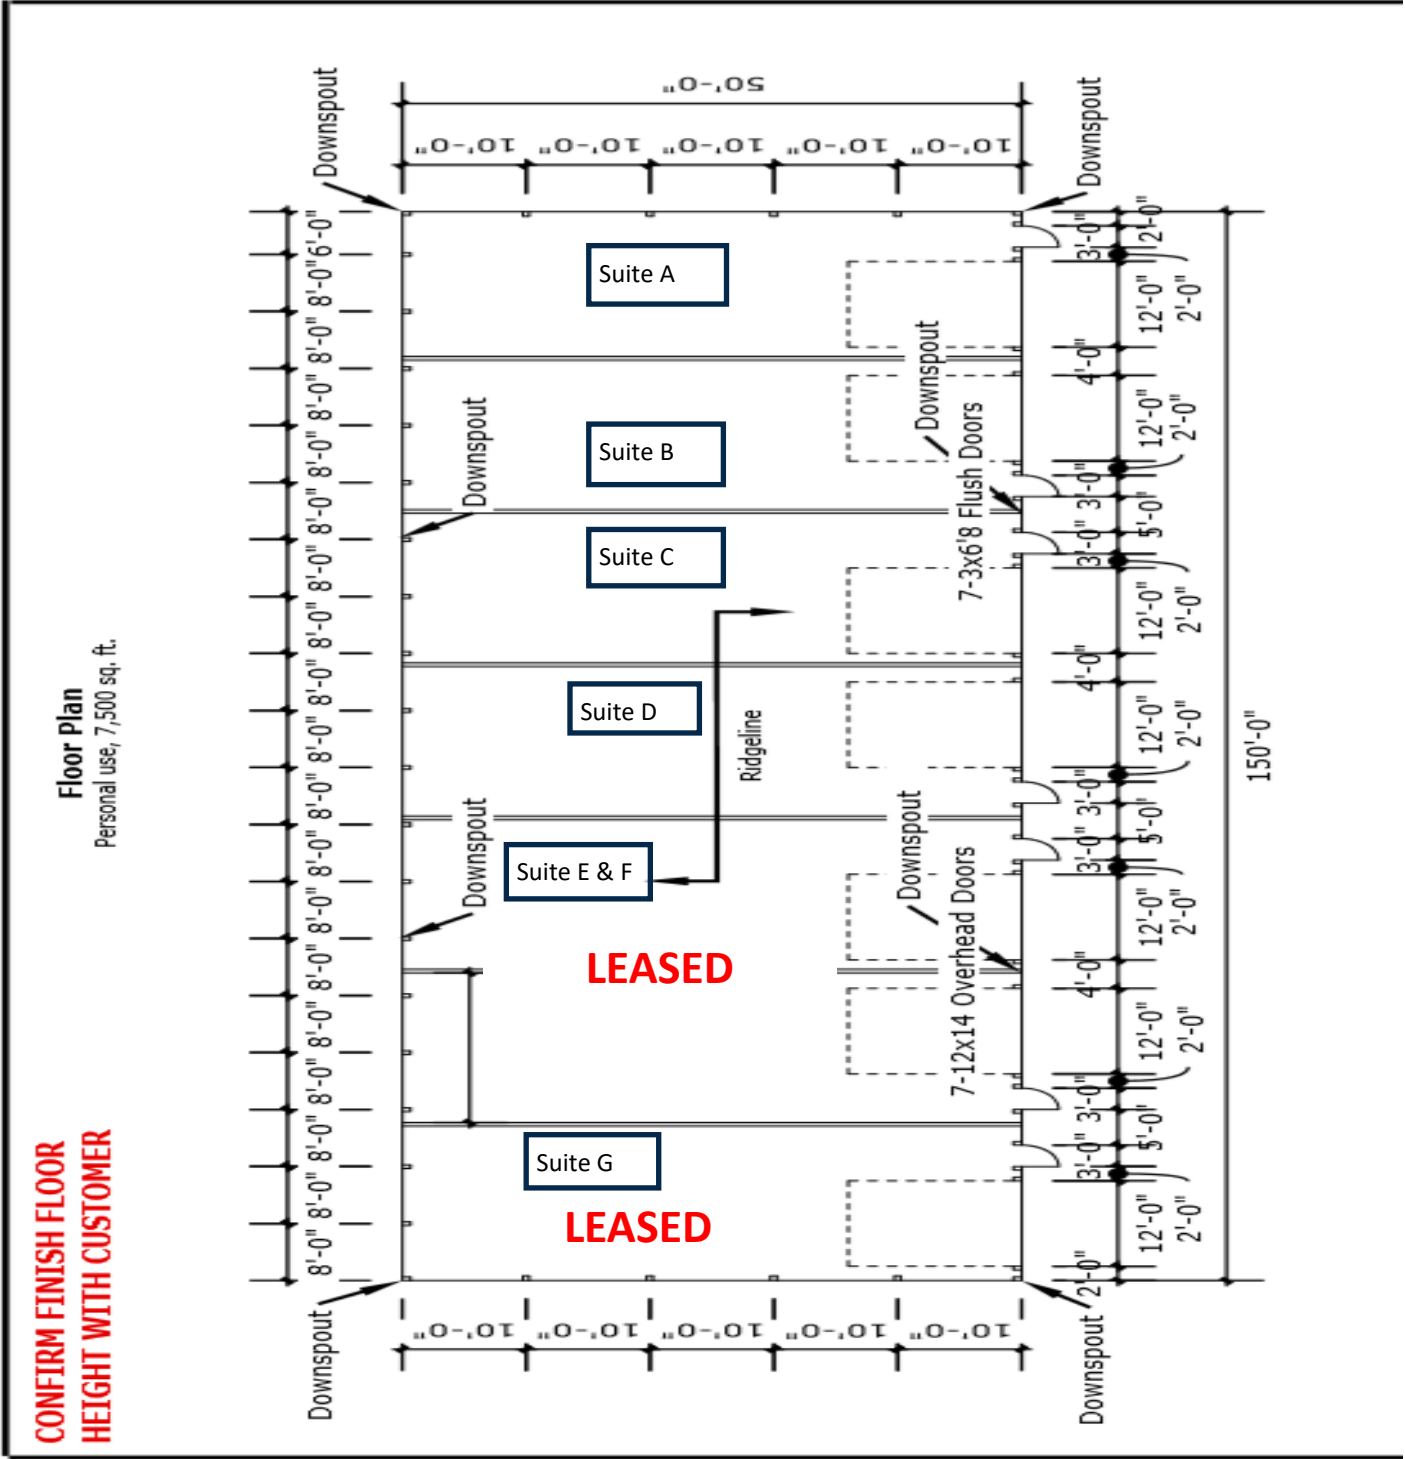 CONFIRM FINISH FLOOR
HEIGHT WITH CUSTOMER
Floor Plan
Personal use, 7,500 sq. ft.
8'-0" 8'-0" 8'-0" 8'-0" 8'-0" 8'-0" 8'-0" 8'-0" 8'-0" 8'-0" 8'-0" 8'-0" 8'-0" 8'-0" 8'-0" 8'-0" 8'-0" 8'-0" 6'-0"
Downspout
Downspout
Downspout
Downspout
10'-0" 10'-0" 10'-0" 10'-0" 10'-0"
50'-0"
10'-0" 10'-0" 10'-0" 10'-0" 10'-0"
Suite A
Suite B
Suite C
Suite D
Suite E & F
LEASED
Suite G
LEASED
Ridgeline
Downspout
Downspout
7-12x14 Overhead Doors
7-3x6'8 Flush Doors
Downspout
Downspout
2'-0" 3'-0" 5'-0" 3'-0" 4'-0" 3'-0" 5'-0" 3'-0" 4'-0" 3'-0" 5'-0" 3'-0" 4'-0" 3'-0" 2'-0"
12'-0" 12'-0" 12'-0" 12'-0" 12'-0" 12'-0" 12'-0"
2'-0" 2'-0" 2'-0" 2'-0" 2'-0" 2'-0" 2'-0"
150'-0"